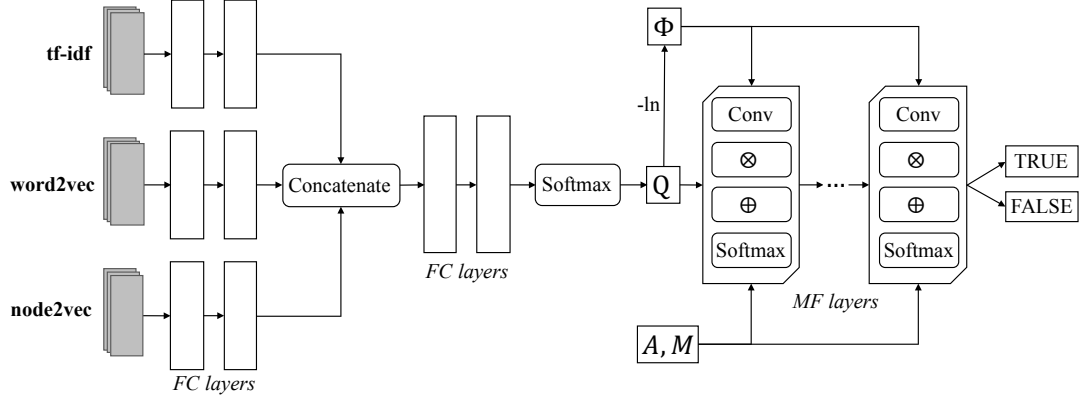 tf-idf
word2vec
node2vec
FC layers
Concatenate
FC layers
Softmax
Q
-ln
Φ
Conv
⊗
⊕
Softmax
...
Conv
⊗
⊕
Softmax
MF layers
A, M
TRUE
FALSE